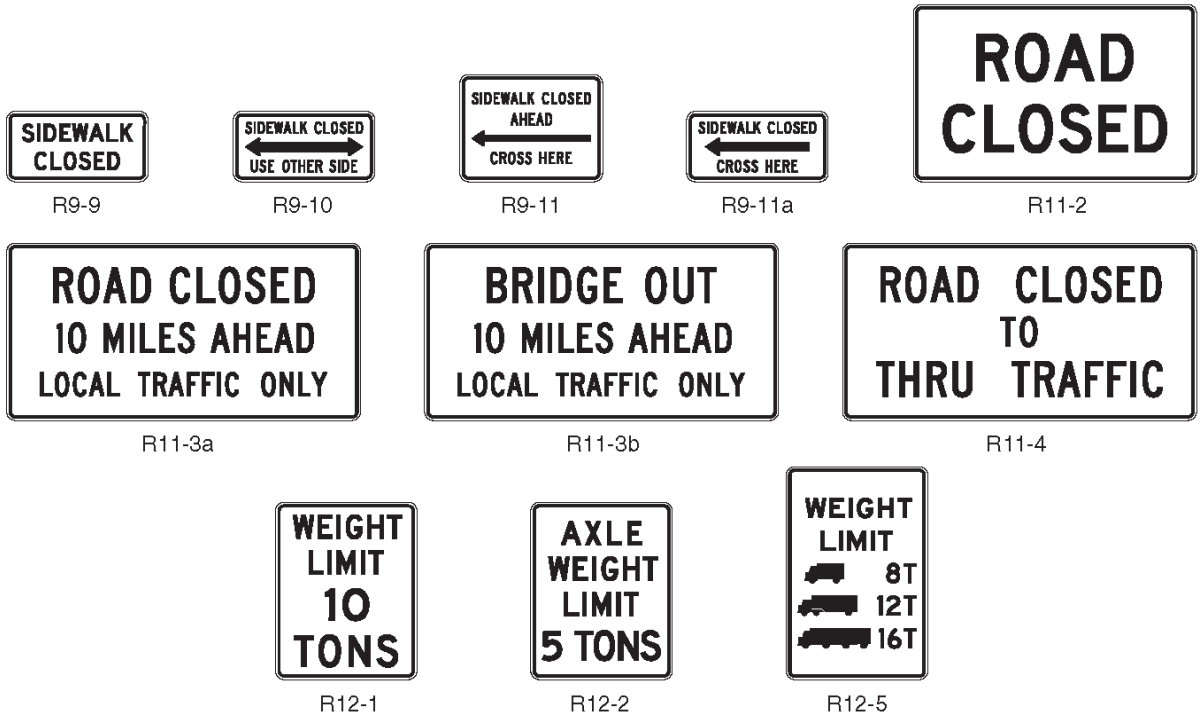 SIDEWALK
CLOSED
R9-9
SIDEWALK CLOSED
USE OTHER SIDE
R9-10
SIDEWALK CLOSED
AHEAD
CROSS HERE
R9-11
SIDEWALK CLOSED
CROSS HERE
R9-11a
ROAD
CLOSED
R11-2
ROAD CLOSED
10 MILES AHEAD
LOCAL TRAFFIC ONLY
R11-3a
BRIDGE OUT
10 MILES AHEAD
LOCAL TRAFFIC ONLY
R11-3b
ROAD CLOSED
TO
THRU TRAFFIC
R11-4
WEIGHT
LIMIT
10
TONS
R12-1
AXLE
WEIGHT
LIMIT
5 TONS
R12-2
WEIGHT
LIMIT
8T
12T
16T
R12-5